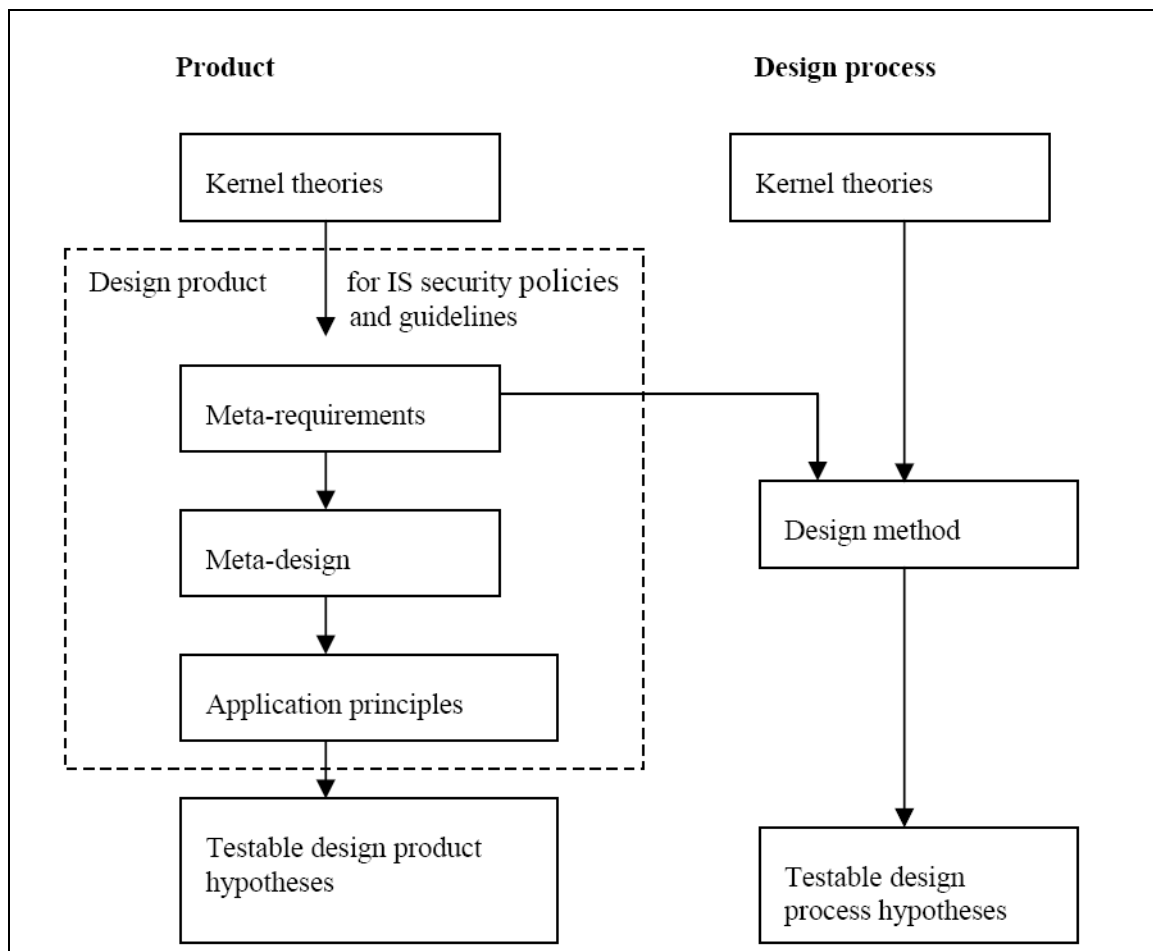 Product
Design process
Kernel theories
Kernel theories
Design product for IS security policies
and guidelines
Meta-requirements
Meta-design
Design method
Application principles
Testable design product
hypotheses
Testable design
process hypotheses